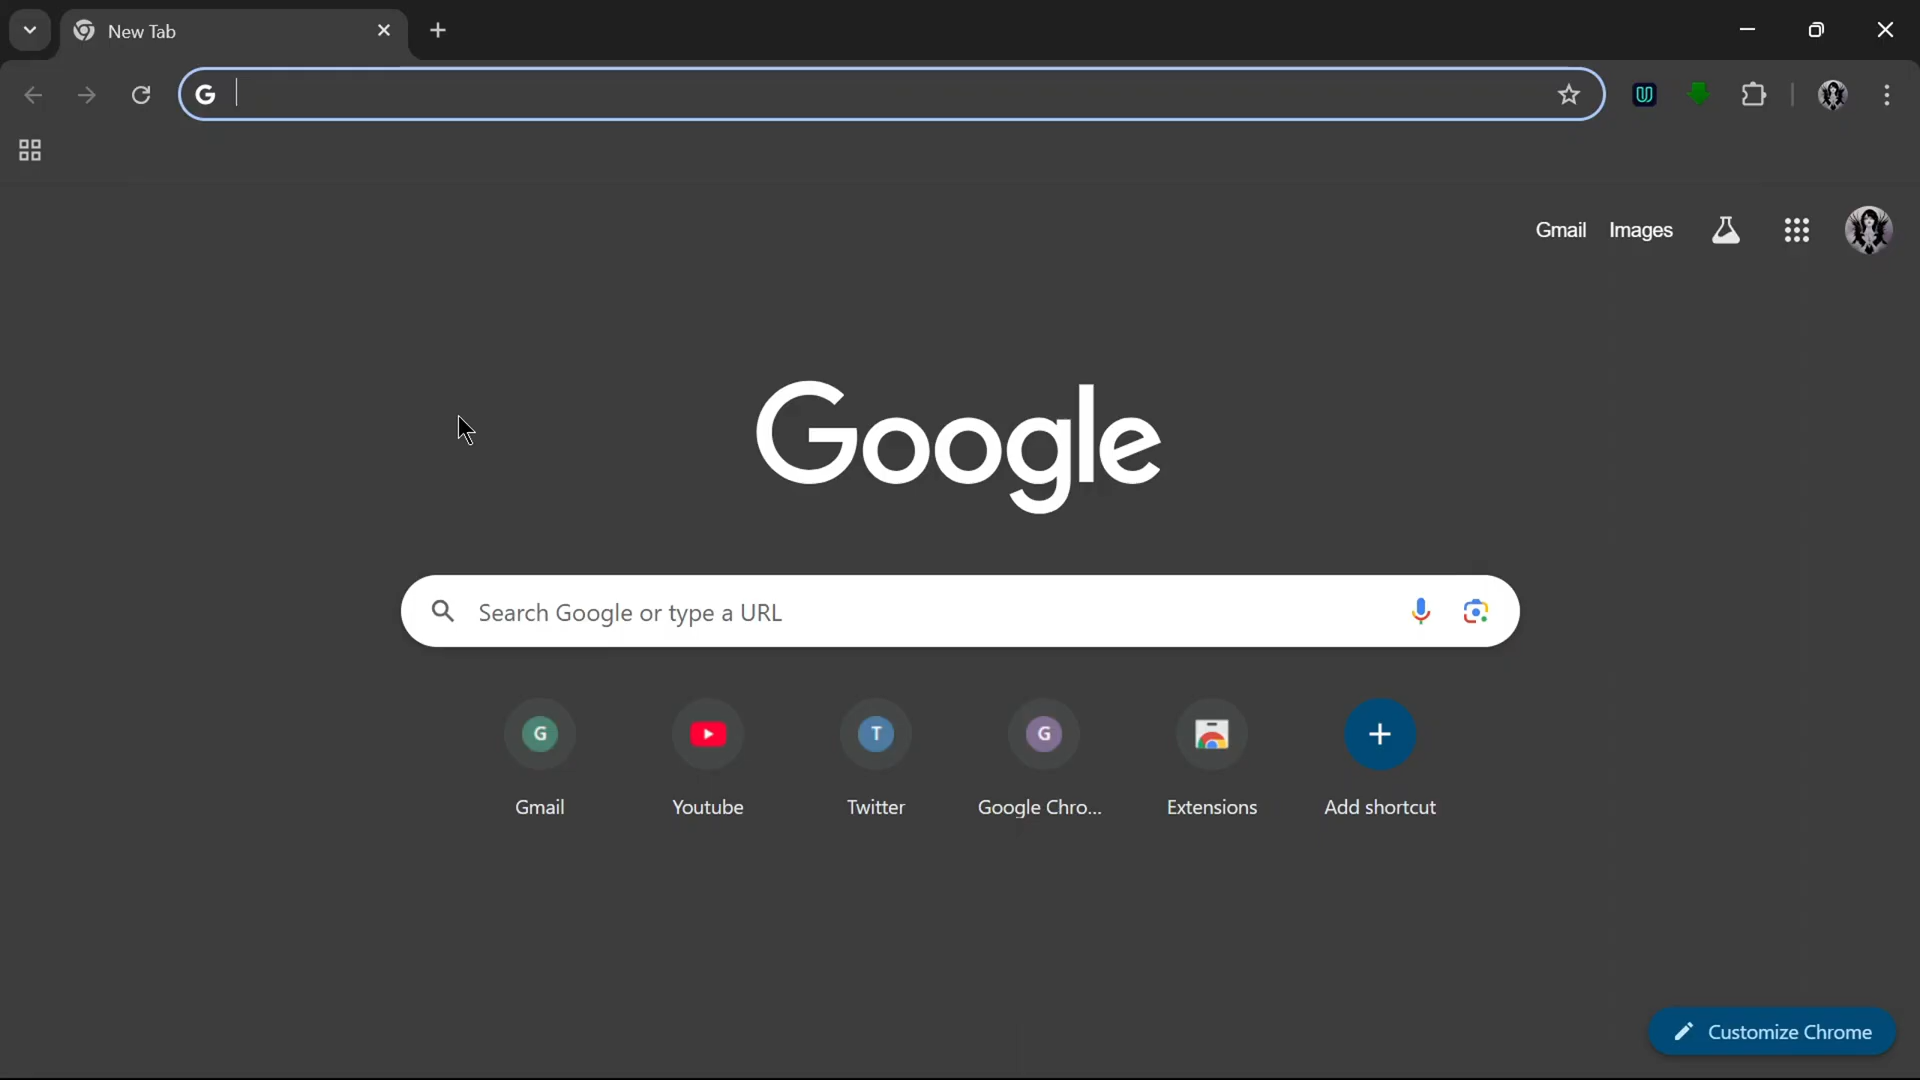 New Tab
Gmail Images
Google
Search Google or type a URL
G T G
Gmail Youtube Twitter Google Chro... Extensions Add shortcut
Customize Chrome